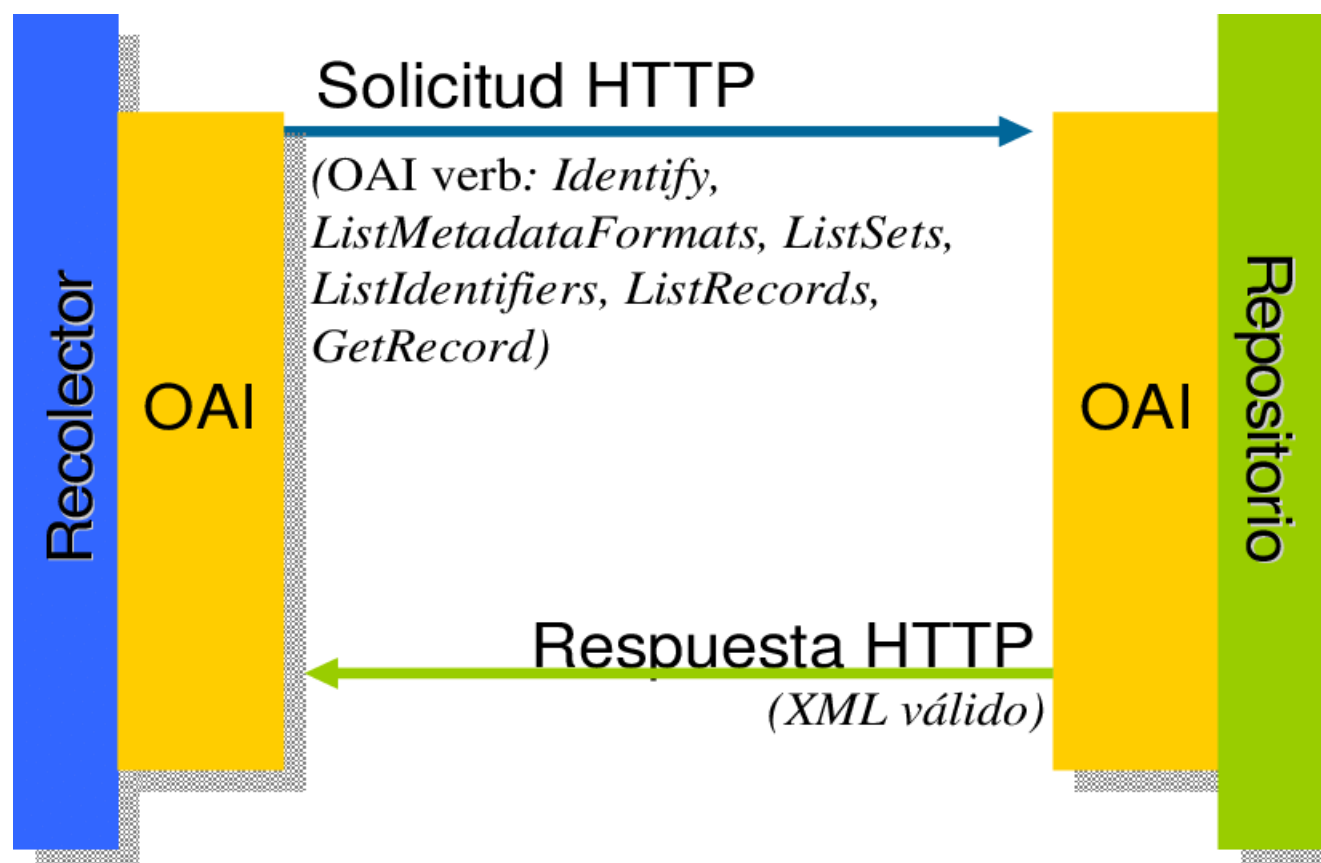 Solicitud HTTP
(OAI verb: Identify,
ListMetadataFormats, ListSets,
ListIdentifiers, ListRecords,
GetRecord)
Recolector
OAI
OAI
Repositorio
Respuesta HTTP
(XML válido)